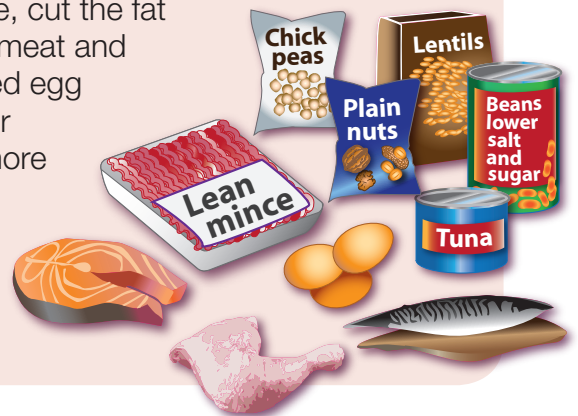 e, cut the fat
meat and
ed egg
r
ore
Chick
peas
Lentils
Plain
nuts
Beans
lower
salt
and
sugar
Lean
mince
Tuna